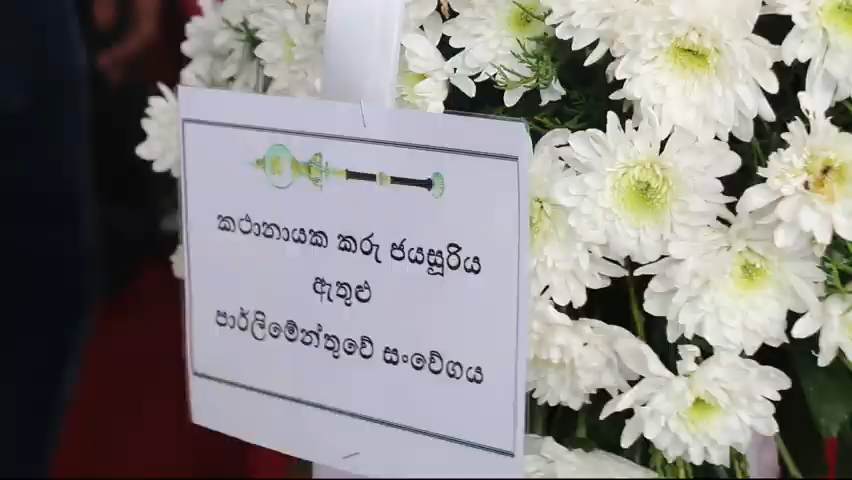 කථානායක කරු ජයසූරිය
ඇතුළු
පාර්ලිමේන්තුවේ සංවේගය